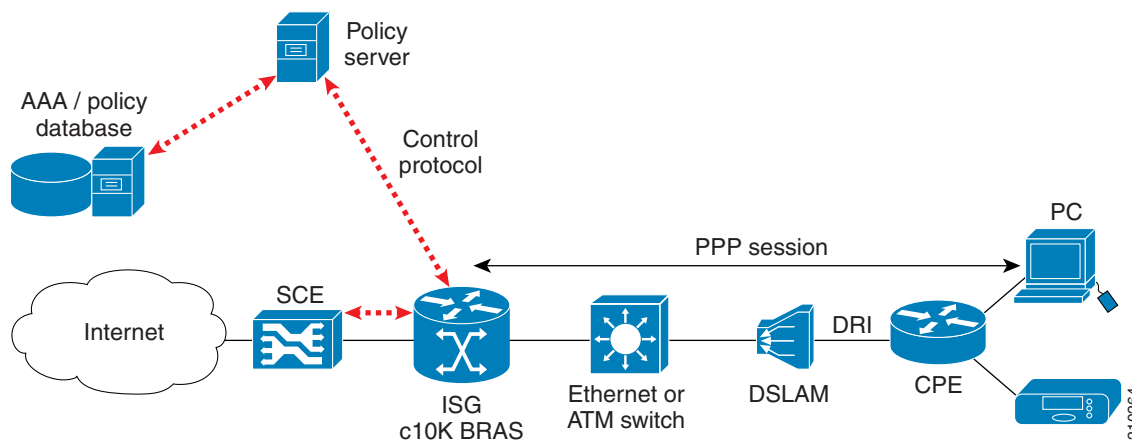 Policy
server
AAA / policy
database
Control
protocol
PC
PPP session
SCE
Internet
DRI
ISG
c10K BRAS
Ethernet or
ATM switch
DSLAM
CPE